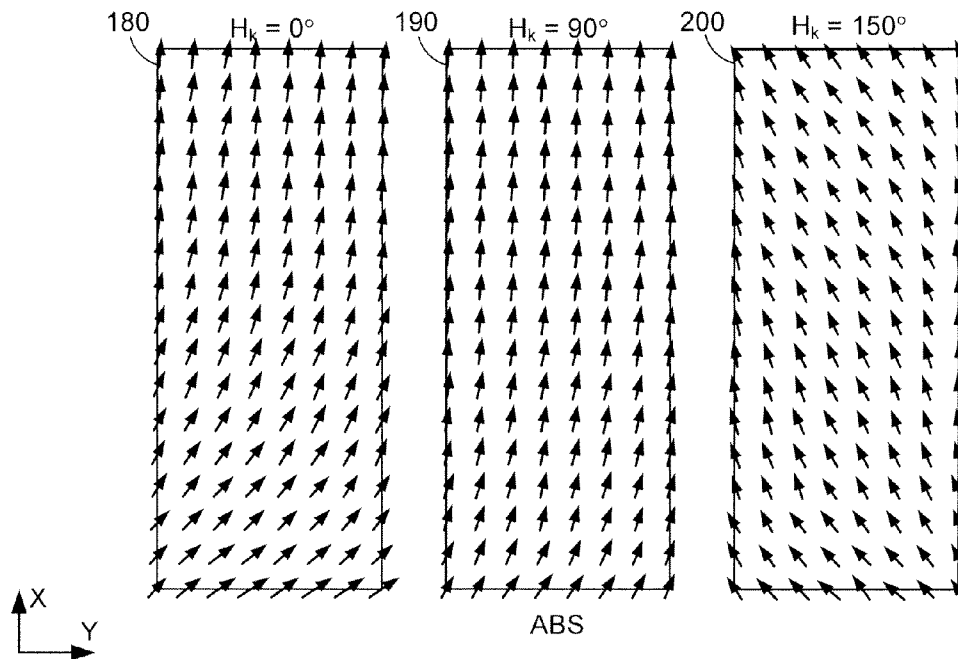 180
H_k = 0°
190
H_k = 90°
200
H_k = 150°
X
Y
ABS